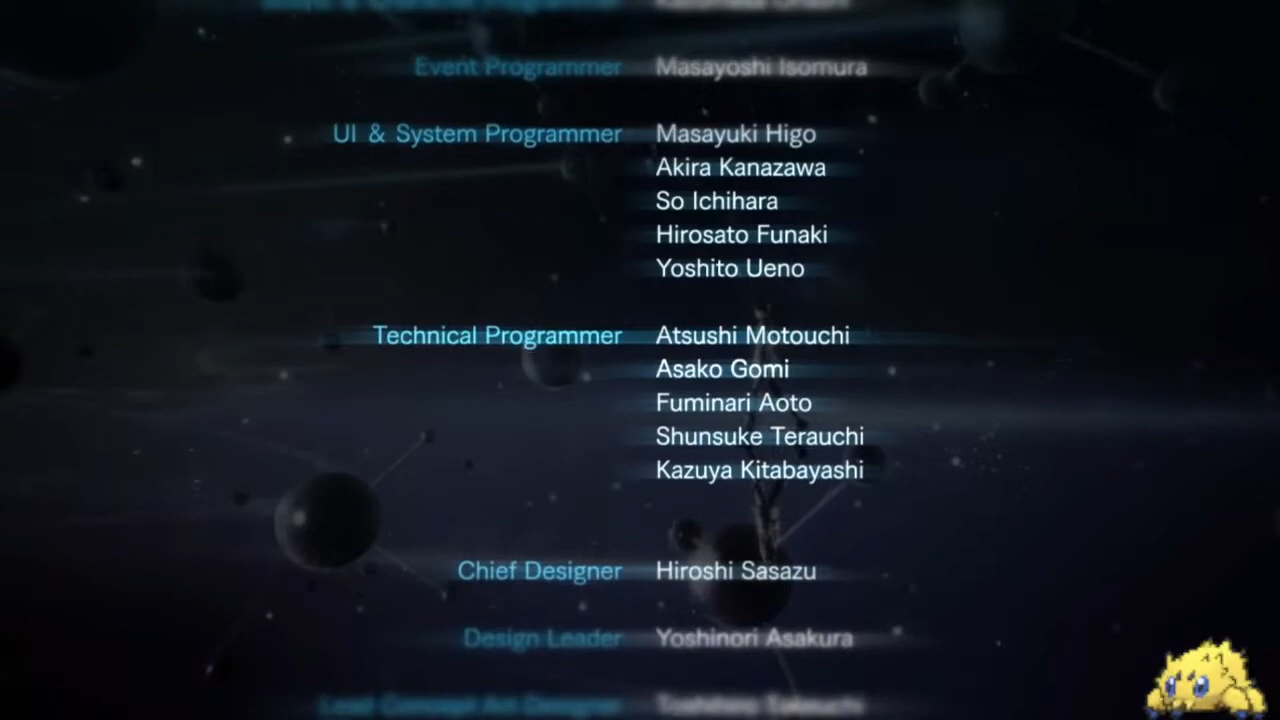 Event Programmer Masayoshi Isomura
UI & System Programmer Masayuki Higo
Akira Kanazawa
So Ichihara
Hirosato Funaki
Yoshito Ueno
Technical Programmer Atsushi Motouchi
Asako Gomi
Fuminari Aoto
Shunsuke Terauchi
Kazuya Kitabayashi
Chief Designer Hiroshi Sasazu
Design Leader Yoshinori Asakura